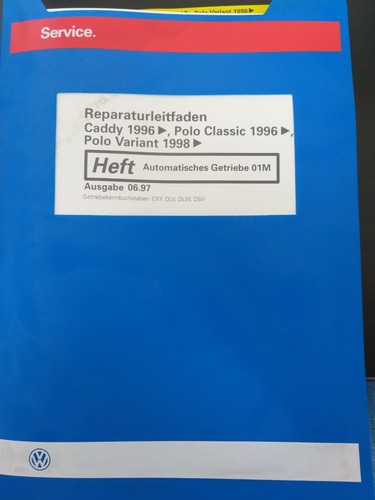 Polo Variant 1998 ▶
Service.
Reparaturleitfaden
Caddy 1996 ▶, Polo Classic 1996 ▶,
Polo Variant 1998 ▶
Heft Automatisches Getriebe 01M
Ausgabe 06.97
Getriebekennbuchstaben: CKY, DLV, DUW, DSV